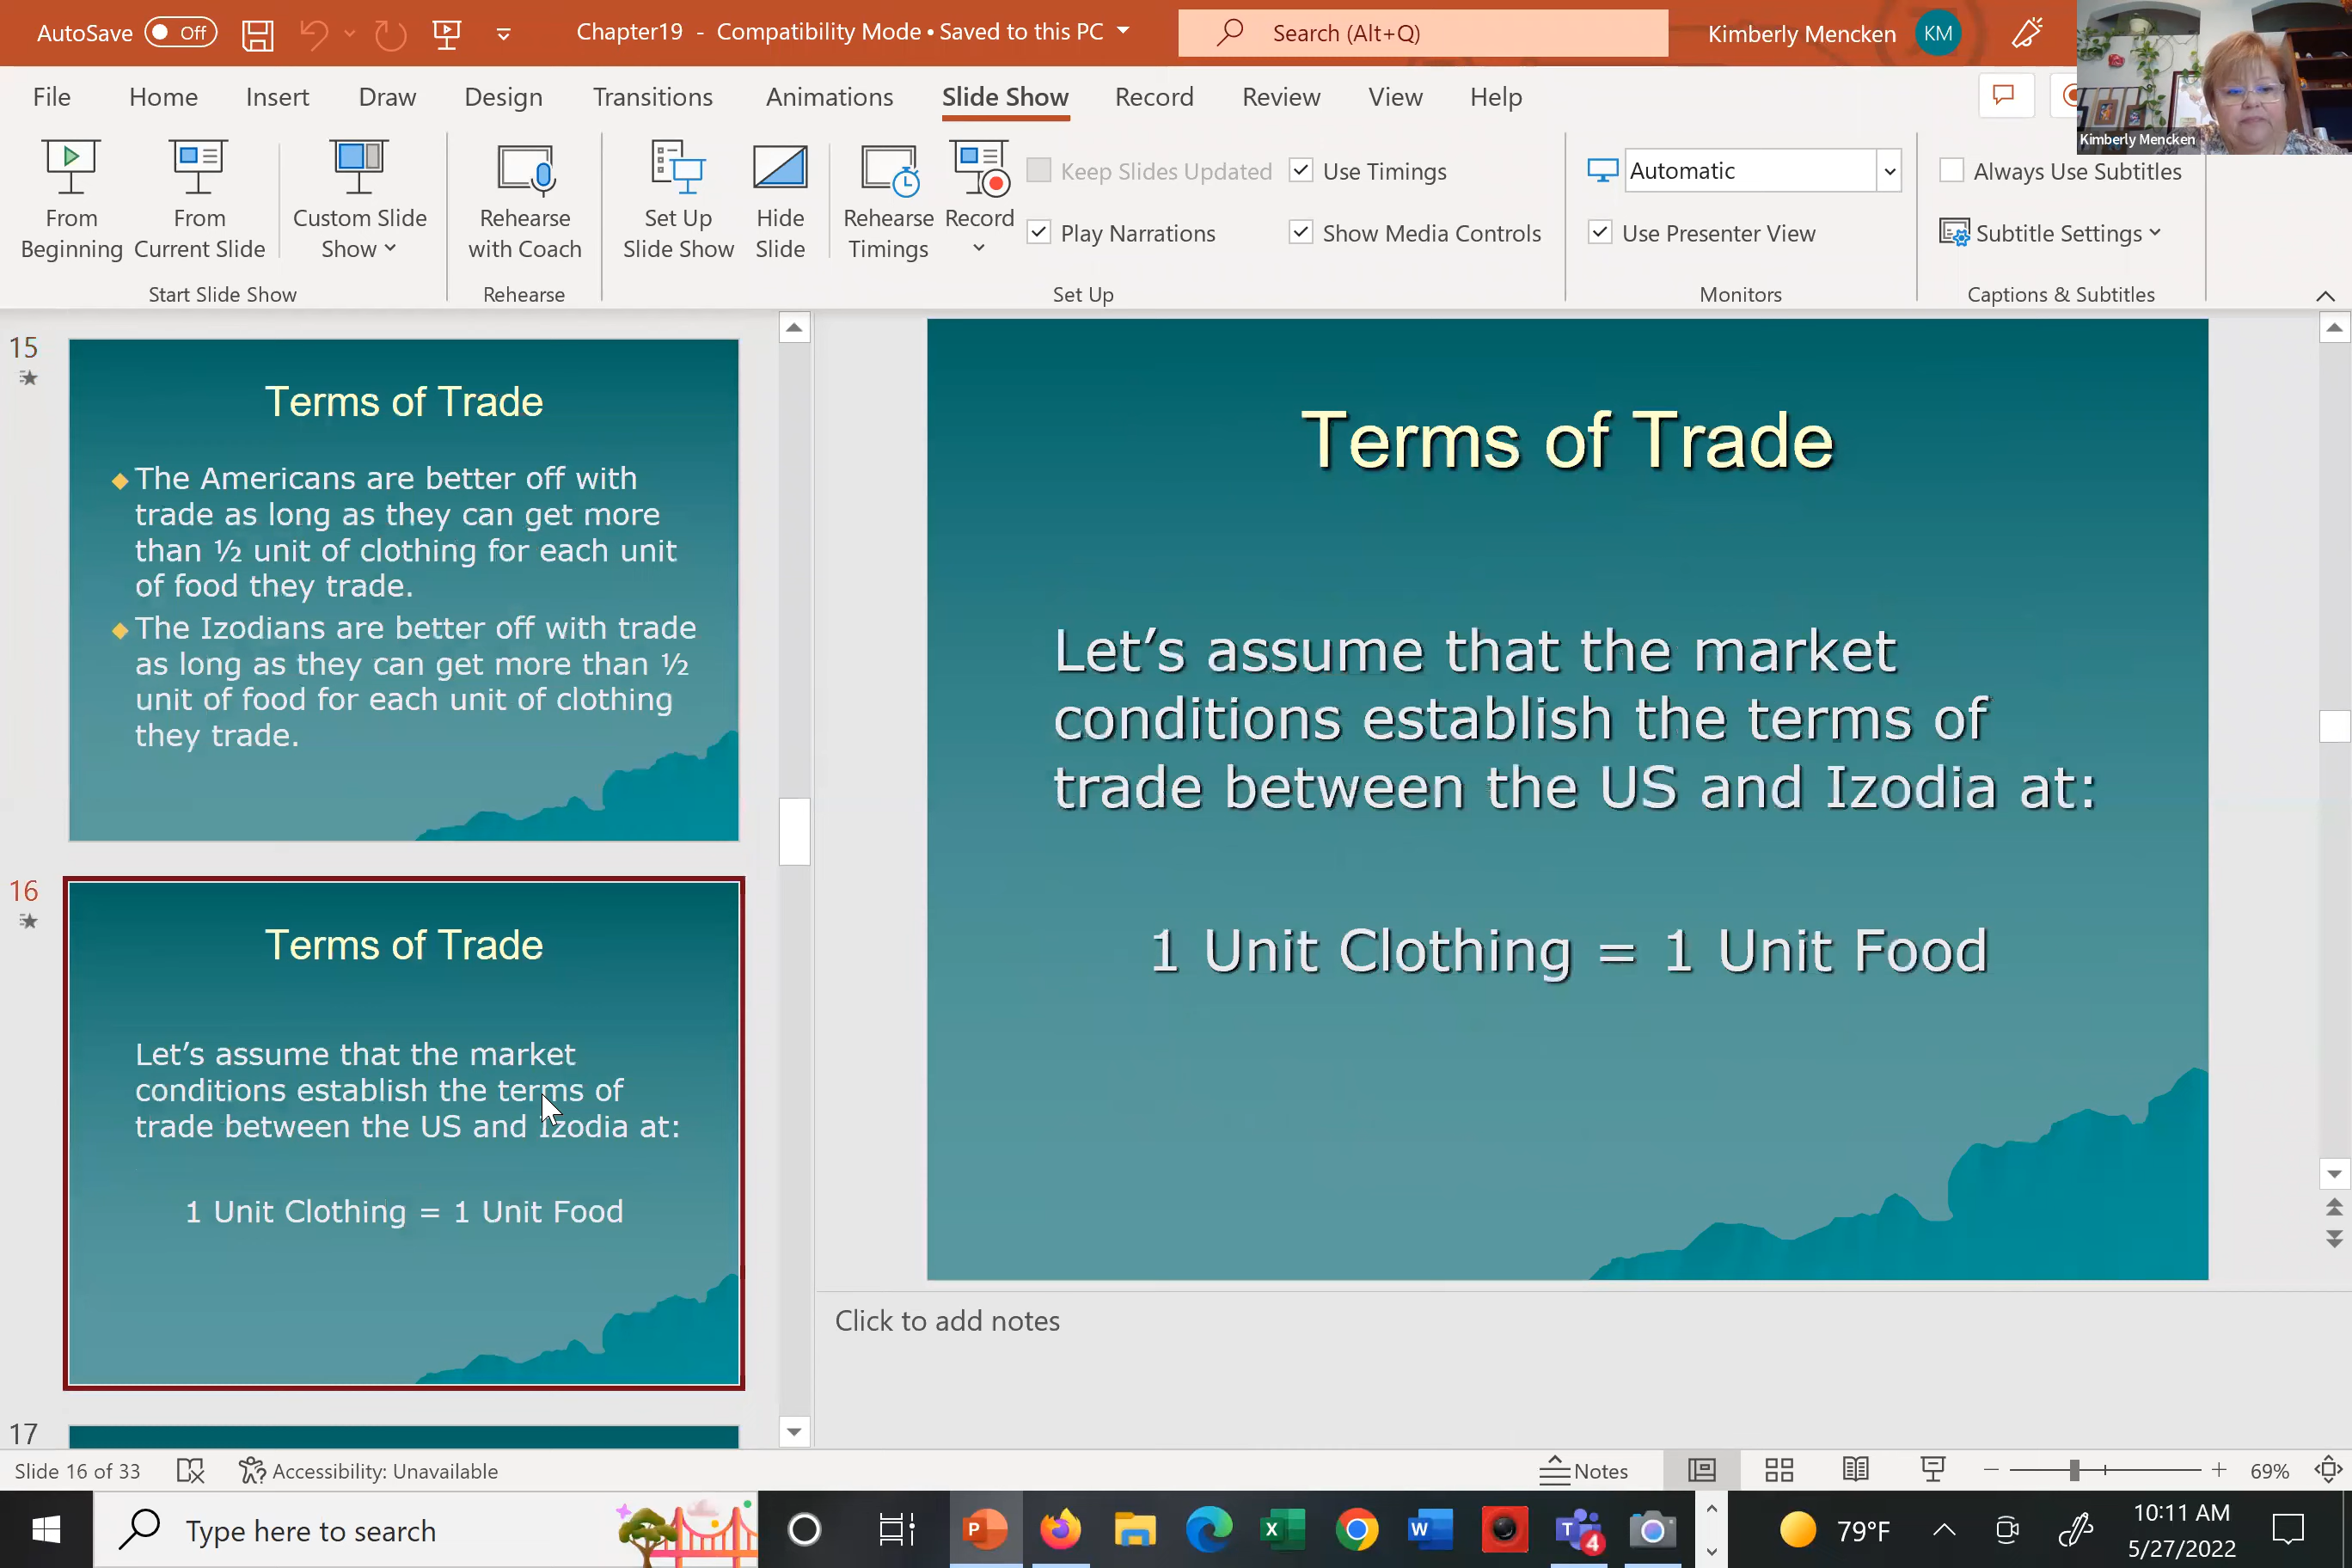 AutoSave Off
Chapter19 - Compatibility Mode • Saved to this PC
Search (Alt+Q)
Kimberly Mencken KM
File Home Insert Draw Design Transitions Animations Slide Show Record Review View Help
Kimberly Mencken
From Beginning
From Current Slide
Custom Slide Show
Rehearse with Coach
Set Up Slide Show
Hide Slide
Rehearse Timings
Record
Keep Slides Updated
Use Timings
Play Narrations
Show Media Controls
Automatic
Use Presenter View
Always Use Subtitles
Subtitle Settings
Start Slide Show
Rehearse
Set Up
Monitors
Captions & Subtitles
15
Terms of Trade
The Americans are better off with
trade as long as they can get more
than ½ unit of clothing for each unit
of food they trade.
The Izodians are better off with trade
as long as they can get more than ½
unit of food for each unit of clothing
they trade.
16
Terms of Trade
Let’s assume that the market
conditions establish the terms of
trade between the US and Izodia at:
1 Unit Clothing = 1 Unit Food
17
Terms of Trade
Let’s assume that the market
conditions establish the terms of
trade between the US and Izodia at:
1 Unit Clothing = 1 Unit Food
Click to add notes
Slide 16 of 33
Accessibility: Unavailable
Notes
69%
Type here to search
P
X
W
T
4
79°F
10:11 AM
5/27/2022